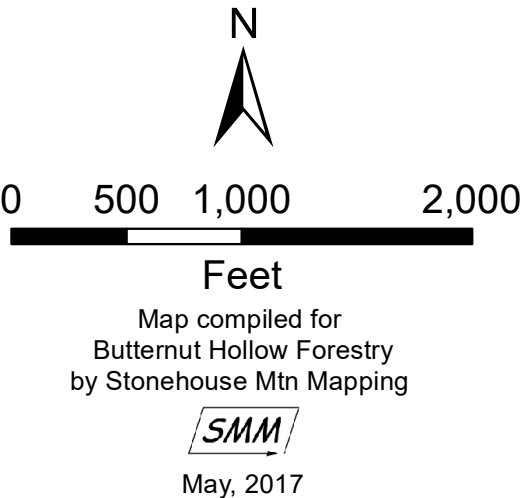 N
0 500 1,000 2,000
Feet
Map compiled for
Butternut Hollow Forestry
by Stonehouse Mtn Mapping
SMM
May, 2017